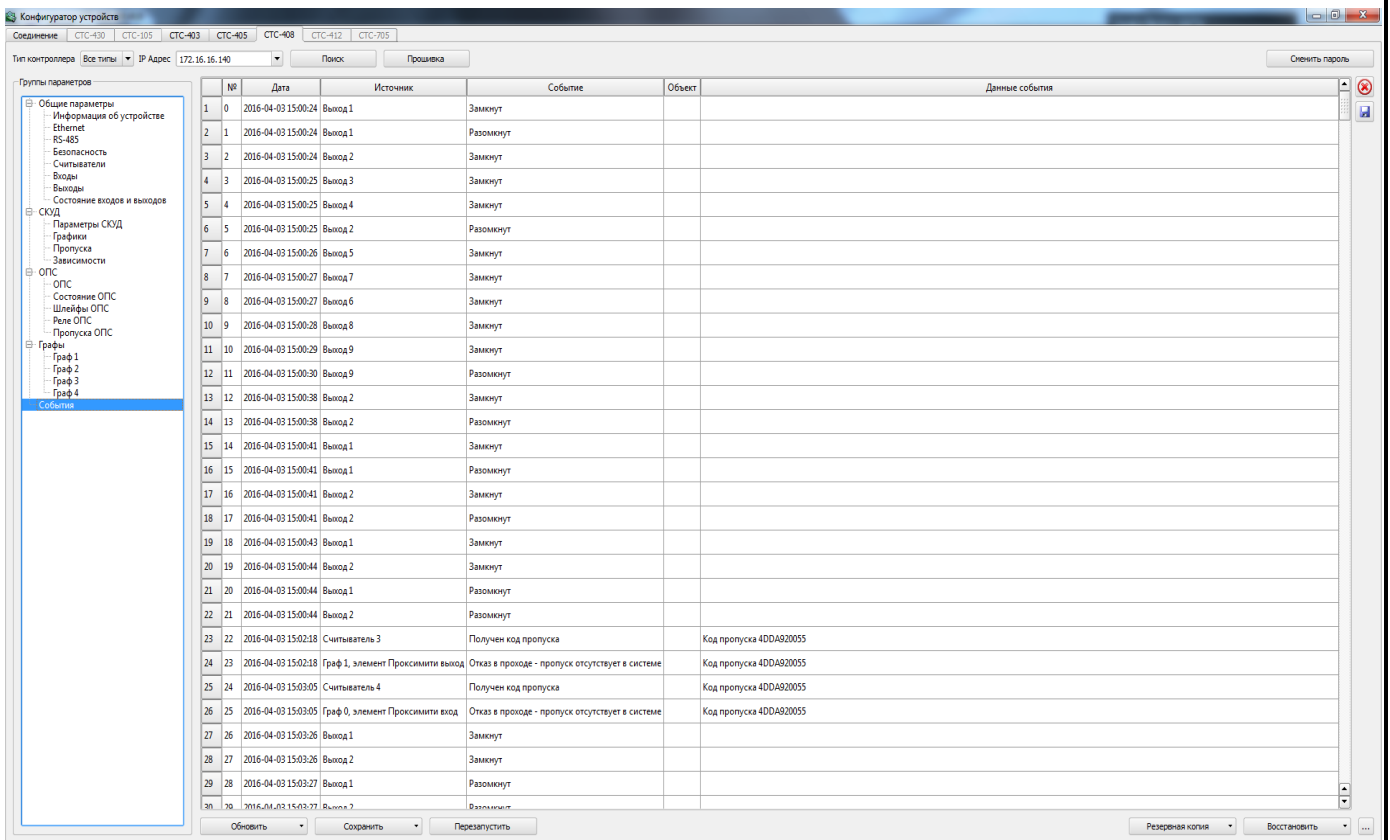 Конфигуратор устройств
Соединение СТС-430 СТС-105 СТС-403 СТС-405 СТС-408 СТС-412 СТС-705
Тип контроллера Все типы IP Адрес 172.16.16.140 Поиск Прошивка Сменить пароль
Группы параметров
Общие параметры
Информация об устройстве
Ethernet
RS-485
Безопасность
Считыватели
Входы
Выходы
Состояние входов и выходов
СКУД
Параметры СКУД
Графики
Пропуска
Зависимости
ОПС
ОПС
Состояние ОПС
Шлейфы ОПС
Реле ОПС
Пропуска ОПС
Графы
Граф 1
Граф 2
Граф 3
Граф 4
События
№ Дата Источник Событие Объект Данные события
1 0 2016-04-03 15:00:24 Выход 1 Замкнут
2 1 2016-04-03 15:00:24 Выход 1 Разомкнут
3 2 2016-04-03 15:00:24 Выход 2 Замкнут
4 3 2016-04-03 15:00:25 Выход 3 Замкнут
5 4 2016-04-03 15:00:25 Выход 4 Замкнут
6 5 2016-04-03 15:00:25 Выход 2 Разомкнут
7 6 2016-04-03 15:00:26 Выход 5 Замкнут
8 7 2016-04-03 15:00:27 Выход 7 Замкнут
9 8 2016-04-03 15:00:27 Выход 6 Замкнут
10 9 2016-04-03 15:00:28 Выход 8 Замкнут
11 10 2016-04-03 15:00:29 Выход 9 Замкнут
12 11 2016-04-03 15:00:30 Выход 9 Разомкнут
13 12 2016-04-03 15:00:38 Выход 2 Замкнут
14 13 2016-04-03 15:00:38 Выход 2 Разомкнут
15 14 2016-04-03 15:00:41 Выход 1 Замкнут
16 15 2016-04-03 15:00:41 Выход 1 Разомкнут
17 16 2016-04-03 15:00:41 Выход 2 Замкнут
18 17 2016-04-03 15:00:41 Выход 2 Разомкнут
19 18 2016-04-03 15:00:43 Выход 1 Замкнут
20 19 2016-04-03 15:00:44 Выход 2 Замкнут
21 20 2016-04-03 15:00:44 Выход 1 Разомкнут
22 21 2016-04-03 15:00:44 Выход 2 Разомкнут
23 22 2016-04-03 15:02:18 Считыватель 3 Получен код пропуска Код пропуска 4DDA920055
24 23 2016-04-03 15:02:18 Граф 1, элемент Проксимити выход Отказ в проходе - пропуск отсутствует в системе Код пропуска 4DDA920055
25 24 2016-04-03 15:03:05 Считыватель 4 Получен код пропуска Код пропуска 4DDA920055
26 25 2016-04-03 15:03:05 Граф 0, элемент Проксимити вход Отказ в проходе - пропуск отсутствует в системе Код пропуска 4DDA920055
27 26 2016-04-03 15:03:26 Выход 1 Замкнут
28 27 2016-04-03 15:03:26 Выход 2 Замкнут
29 28 2016-04-03 15:03:27 Выход 1 Разомкнут
30 29 2016-04-03 15:03:27 Выход 2 Разомкнут
Обновить Сохранить Перезапустить Резервная копия Восстановить ...